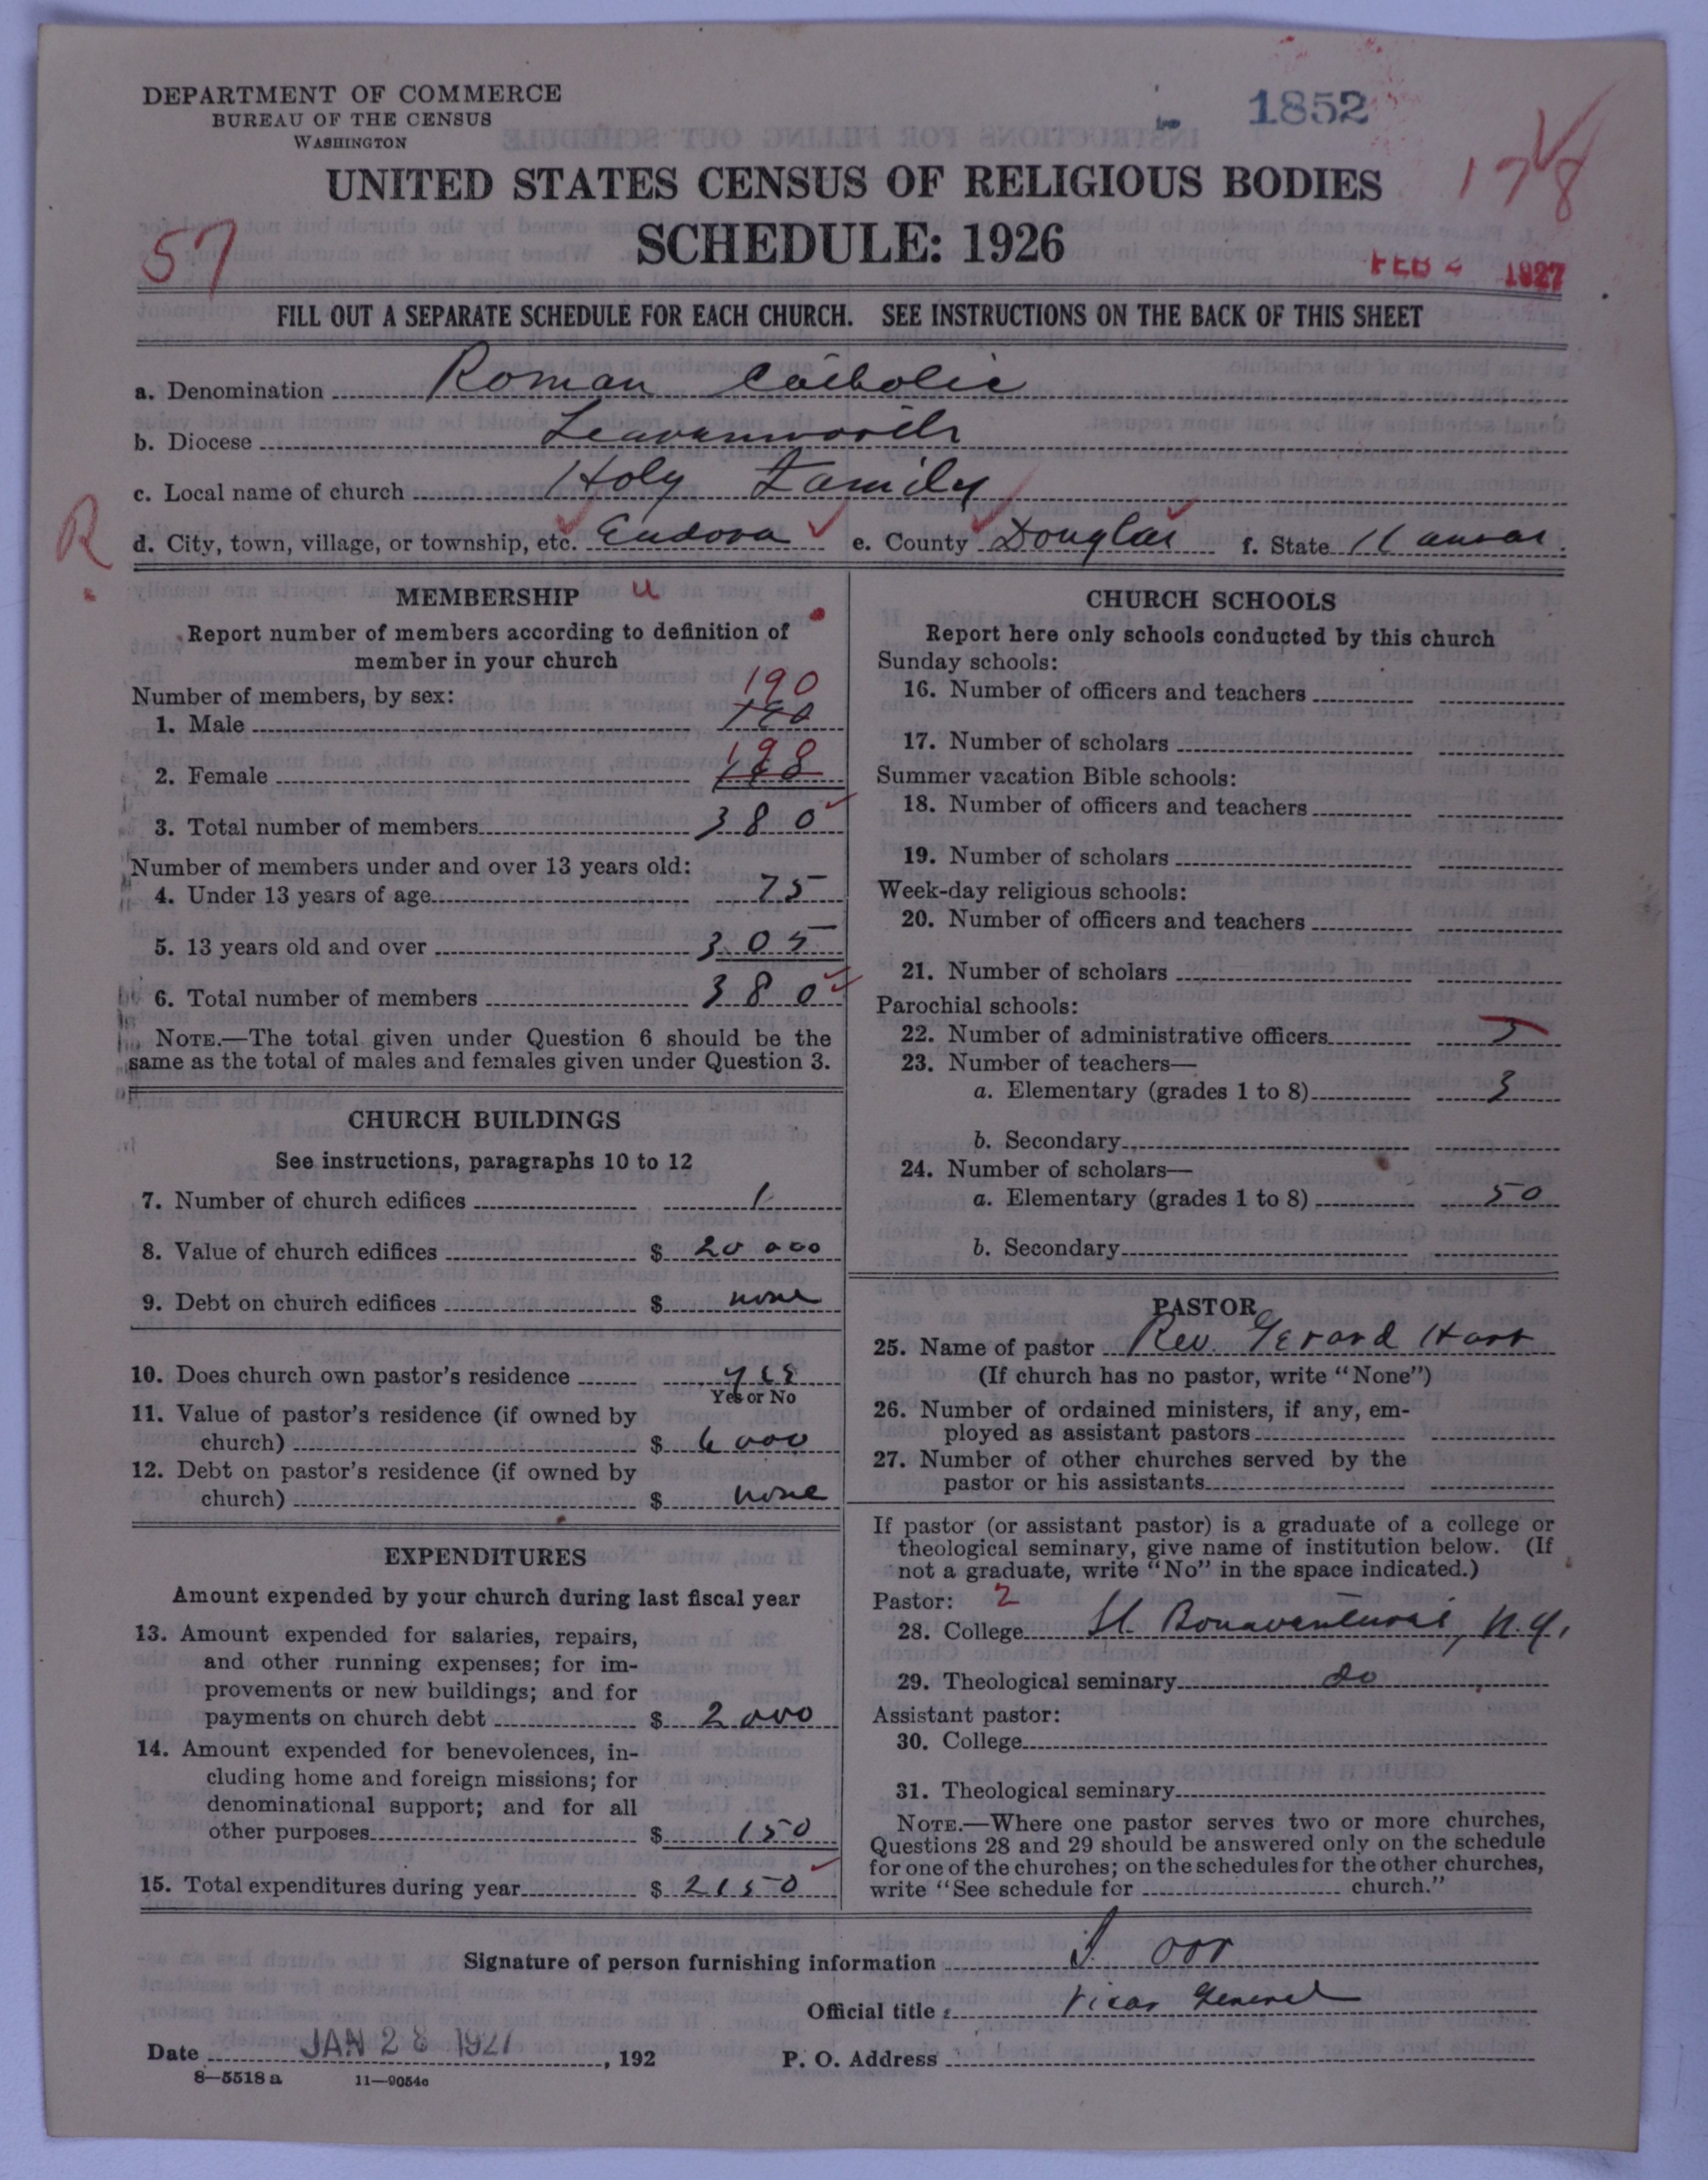 DEPARTMENT OF COMMERCE
BUREAU OF THE CENSUS
WASHINGTON
1852
178
UNITED STATES CENSUS OF RELIGIOUS BODIES
57
SCHEDULE: 1926
FEB 2 1927
FILL OUT A SEPARATE SCHEDULE FOR EACH CHURCH. SEE INSTRUCTIONS ON THE BACK OF THIS SHEET
a. Denomination Roman Catholic
b. Diocese Leavenworth
c. Local name of church Holy Family
R
d. City, town, village, or township, etc. Eudora e. County Douglas f. State Kansas
MEMBERSHIP u
Report number of members according to definition of
member in your church
Number of members, by sex:
190
1. Male
2. Female
3. Total number of members 380
Number of members under and over 13 years old:
4. Under 13 years of age 75
5. 13 years old and over 305
6. Total number of members 380
NOTE.—The total given under Question 6 should be the
same as the total of males and females given under Question 3.
CHURCH BUILDINGS
See instructions, paragraphs 10 to 12
7. Number of church edifices 1
8. Value of church edifices $ 20 000
9. Debt on church edifices $ none
10. Does church own pastor's residence yes
Yes or No
11. Value of pastor's residence (if owned by
church) $ 6 000
12. Debt on pastor's residence (if owned by
church) $ none
EXPENDITURES
Amount expended by your church during last fiscal year
13. Amount expended for salaries, repairs,
and other running expenses; for im-
provements or new buildings; and for
payments on church debt $ 2 000
14. Amount expended for benevolences, in-
cluding home and foreign missions; for
denominational support; and for all
other purposes $ 150
15. Total expenditures during year $ 2150
CHURCH SCHOOLS
Report here only schools conducted by this church
Sunday schools:
16. Number of officers and teachers
17. Number of scholars
Summer vacation Bible schools:
18. Number of officers and teachers
19. Number of scholars
Week-day religious schools:
20. Number of officers and teachers
21. Number of scholars
Parochial schools:
22. Number of administrative officers
23. Number of teachers—
a. Elementary (grades 1 to 8) 3
b. Secondary
24. Number of scholars—
a. Elementary (grades 1 to 8) 50
b. Secondary
PASTOR
25. Name of pastor Rev. Gerard
(If church has no pastor, write "None")
26. Number of ordained ministers, if any, em-
ployed as assistant pastors
27. Number of other churches served by the
pastor or his assistants
If pastor (or assistant pastor) is a graduate of a college or
theological seminary, give name of institution below. (If
not a graduate, write "No" in the space indicated.)
Pastor: 2
28. College St. Bonaventures, N.Y.
29. Theological seminary do
Assistant pastor:
30. College
31. Theological seminary
NOTE.—Where one pastor serves two or more churches,
Questions 28 and 29 should be answered only on the schedule
for one of the churches; on the schedules for the other churches,
write "See schedule for church."
Signature of person furnishing information
Official title Vicar General
Date JAN 28 1927, 192 P. O. Address
8—5518 a 11—9054a